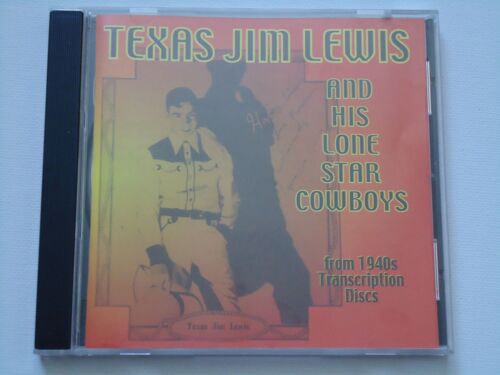 TEXAS JIM LEWIS
AND
HIS
LONE
STAR
COWBOYS
from 1940s
Transcription
Discs
Texas Jim Lewis